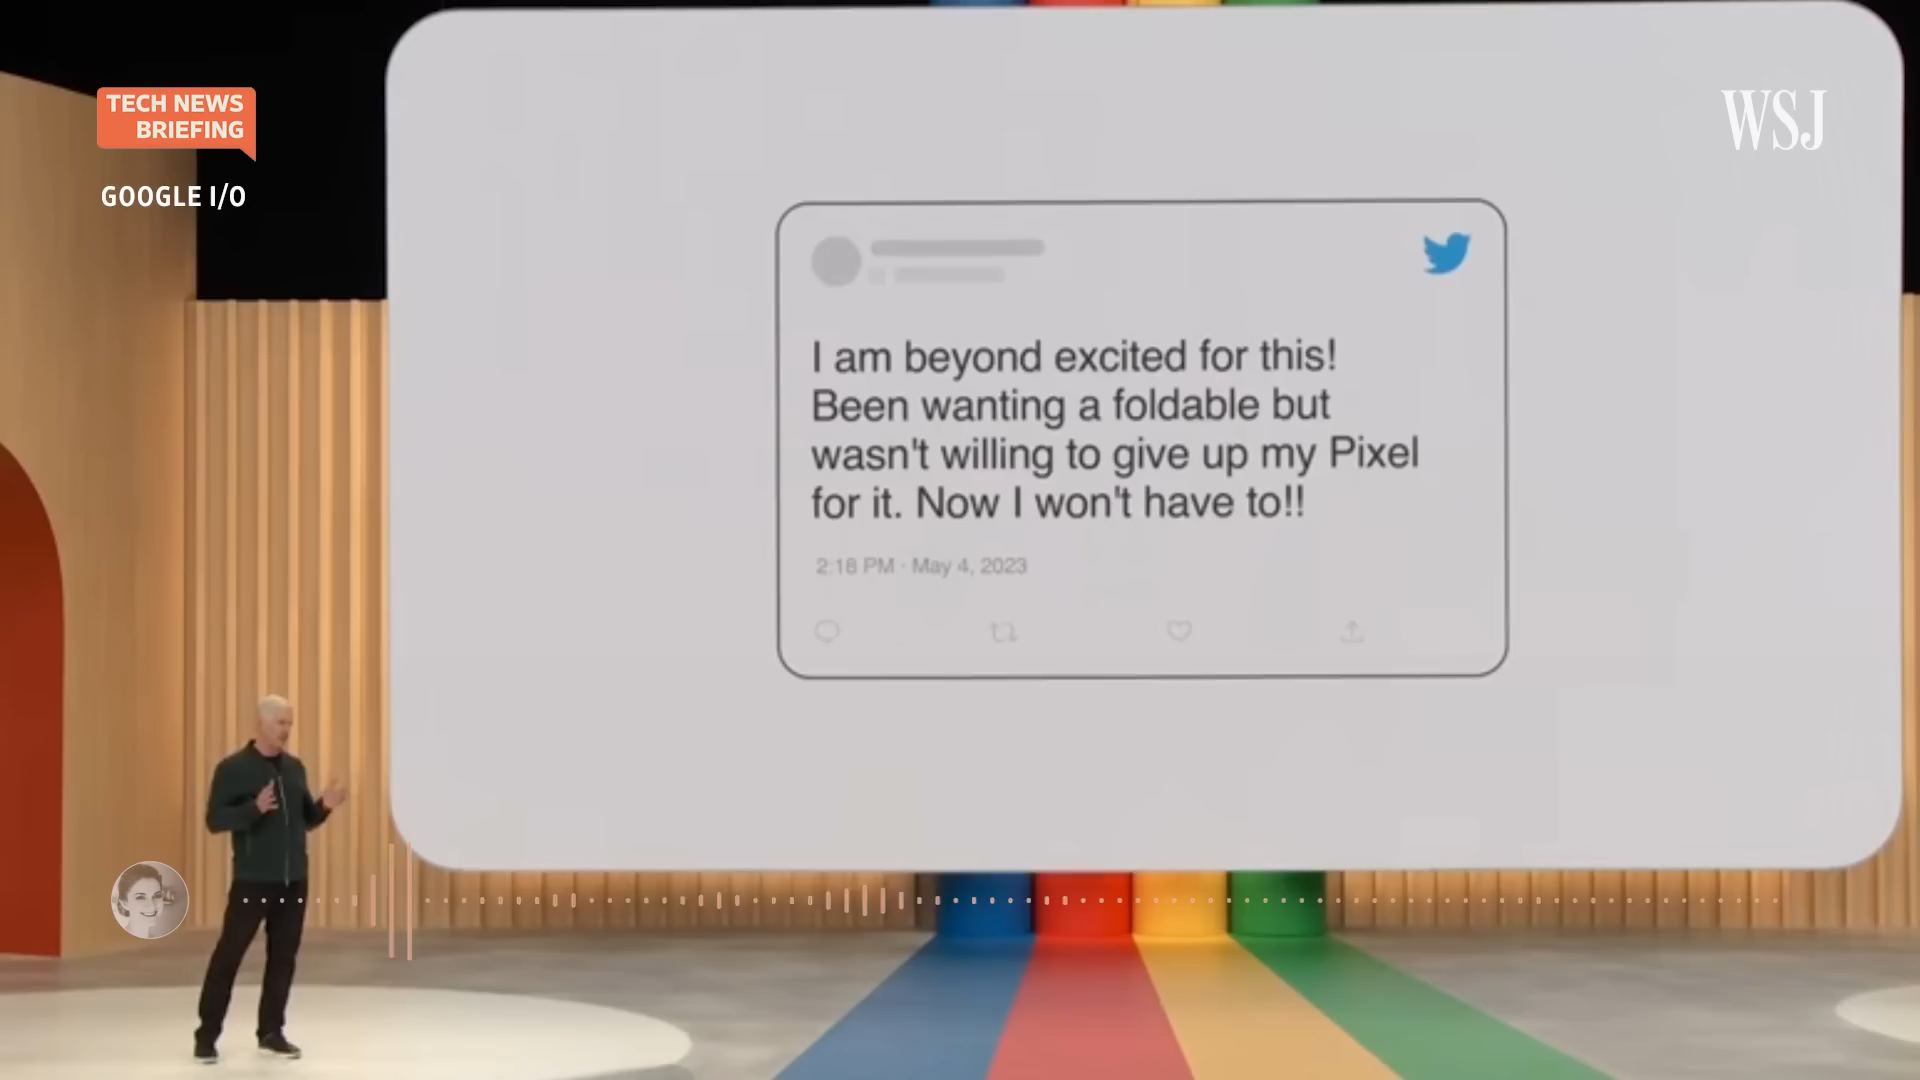 TECH NEWS
BRIEFING
GOOGLE I/O
WSJ
I am beyond excited for this!
Been wanting a foldable but
wasn't willing to give up my Pixel
for it. Now I won't have to!!
2:18 PM · May 4, 2023